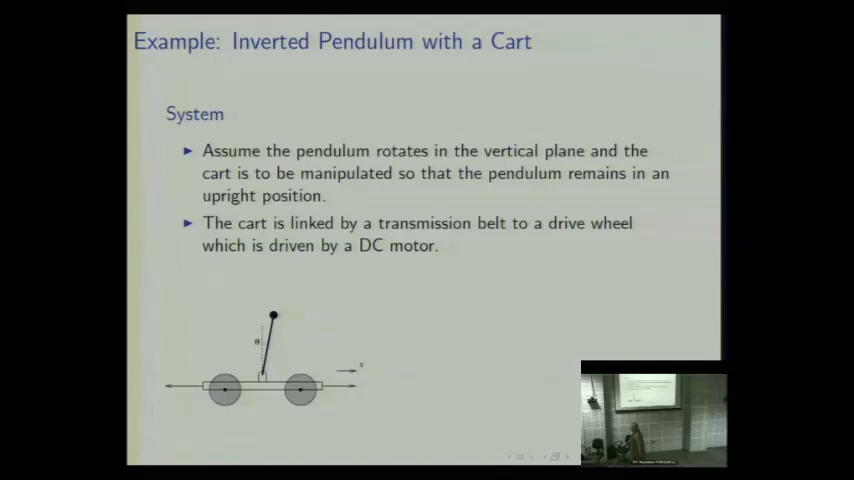 Example: Inverted Pendulum with a Cart
System
Assume the pendulum rotates in the vertical plane and the
cart is to be manipulated so that the pendulum remains in an
upright position.
The cart is linked by a transmission belt to a drive wheel
which is driven by a DC motor.
θ
x